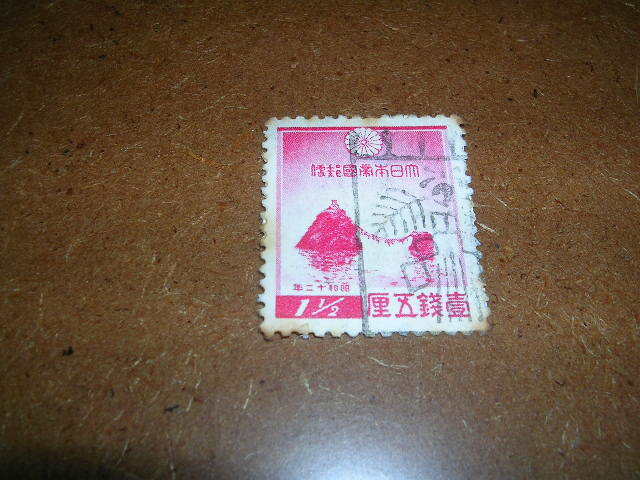 大日本帝國郵便
昭和十二年
1½ 壹錢五厘